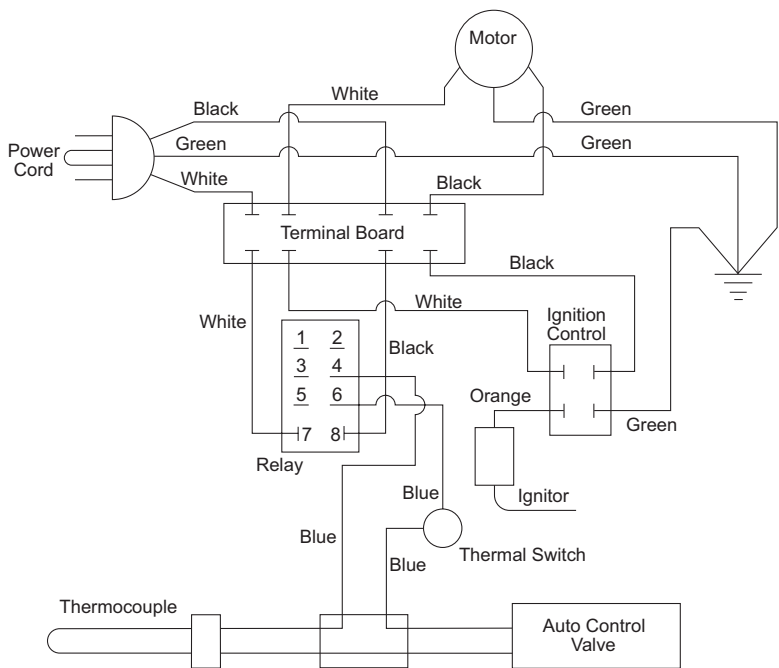 Motor
White
Black
Green
Power
Cord
Green
Green
White
Black
Terminal Board
Black
White
White
Ignition
Control
1 2
3 4
5 6
7 8
Black
Relay
Orange
Green
Ignitor
Blue
Blue
Thermal Switch
Blue
Thermocouple
Auto Control
Valve